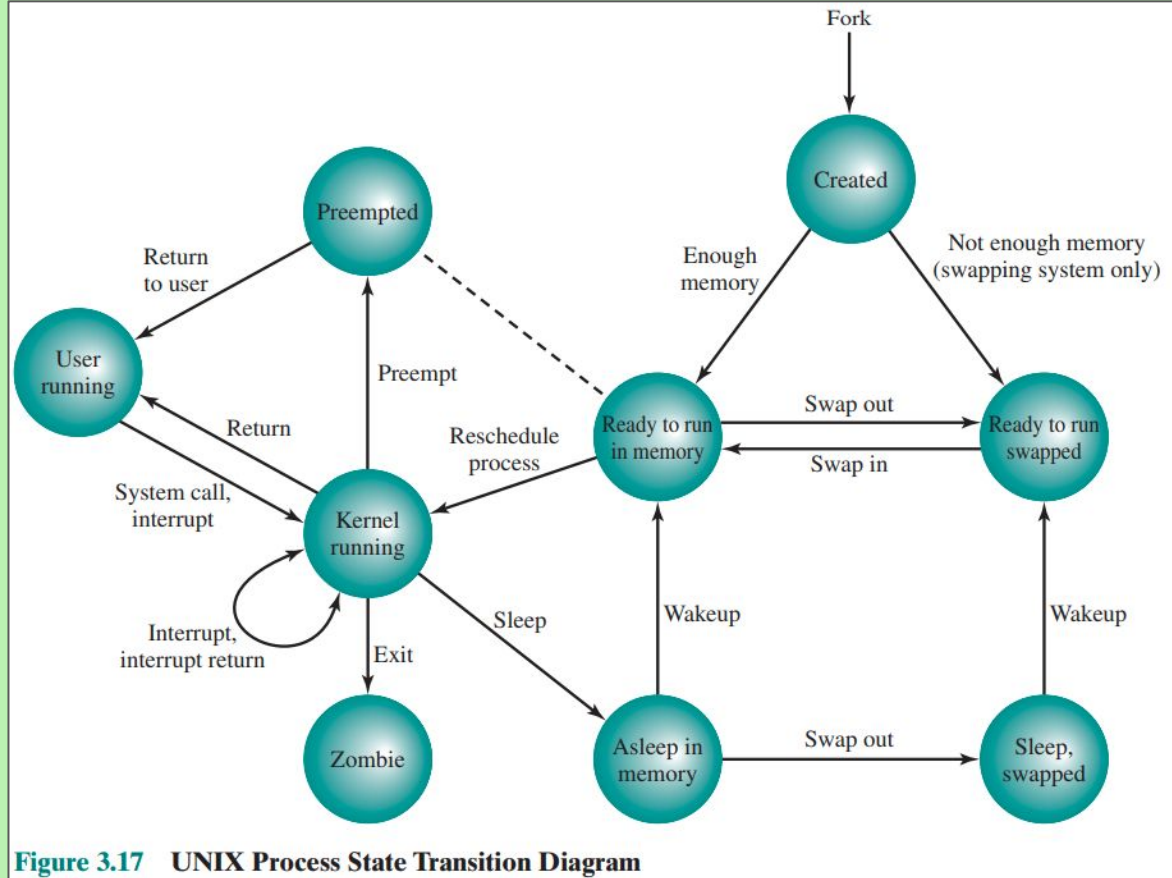 Fork
Created
Preempted
Not enough memory
(swapping system only)
Enough
memory
Return
to user
User
running
Preempt
Return
Reschedule
process
Ready to run
in memory
Swap out
Swap in
Ready to run
swapped
System call,
interrupt
Kernel
running
Interrupt,
interrupt return
Sleep
Exit
Wakeup
Wakeup
Zombie
Asleep in
memory
Swap out
Sleep,
swapped
Figure 3.17 UNIX Process State Transition Diagram